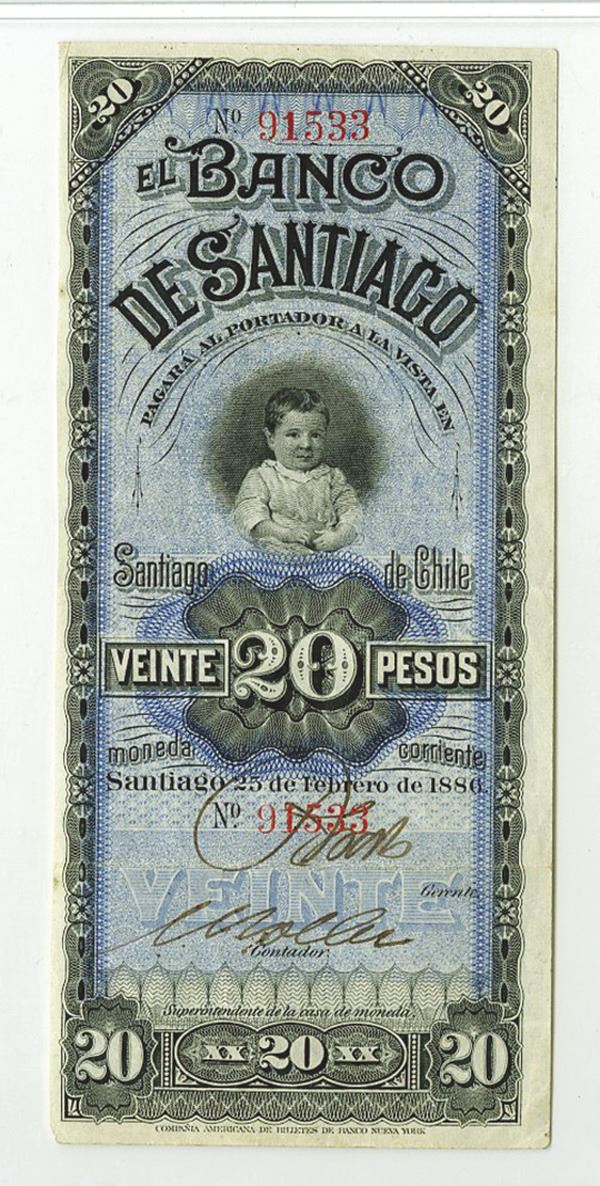 20 20
Nº 91533
EL BANCO
DE SANTIAGO
PAGARÁ AL PORTADOR A LA VISTA EN
Santiago de Chile
VEINTE 20 PESOS
moneda corriente
Santiago 25 de Febrero de 1886.
Nº 91533
Gerente.
VEINTE
Contador
Superintendente de la casa de moneda.
20 XX 20 XX 20
COMPAÑIA AMERICANA DE BILLETES DE BANCO NUEVA YORK